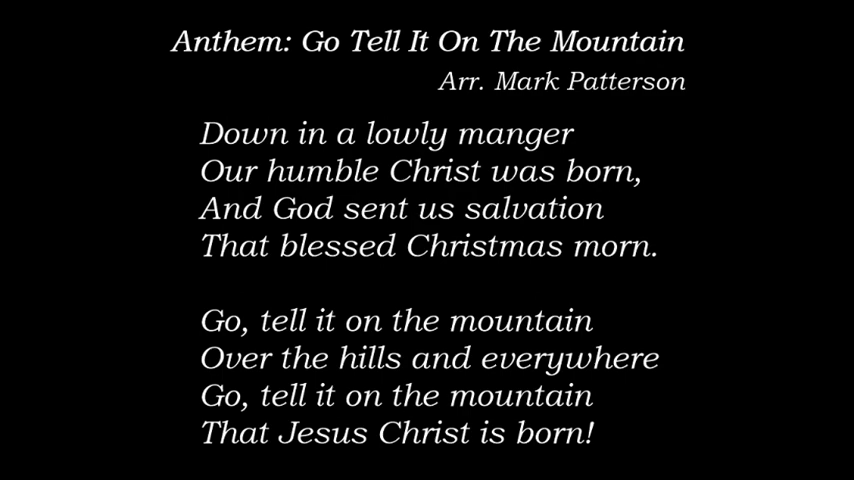 Anthem: Go Tell It On The Mountain
Arr. Mark Patterson
Down in a lowly manger
Our humble Christ was born,
And God sent us salvation
That blessed Christmas morn.
Go, tell it on the mountain
Over the hills and everywhere
Go, tell it on the mountain
That Jesus Christ is born!